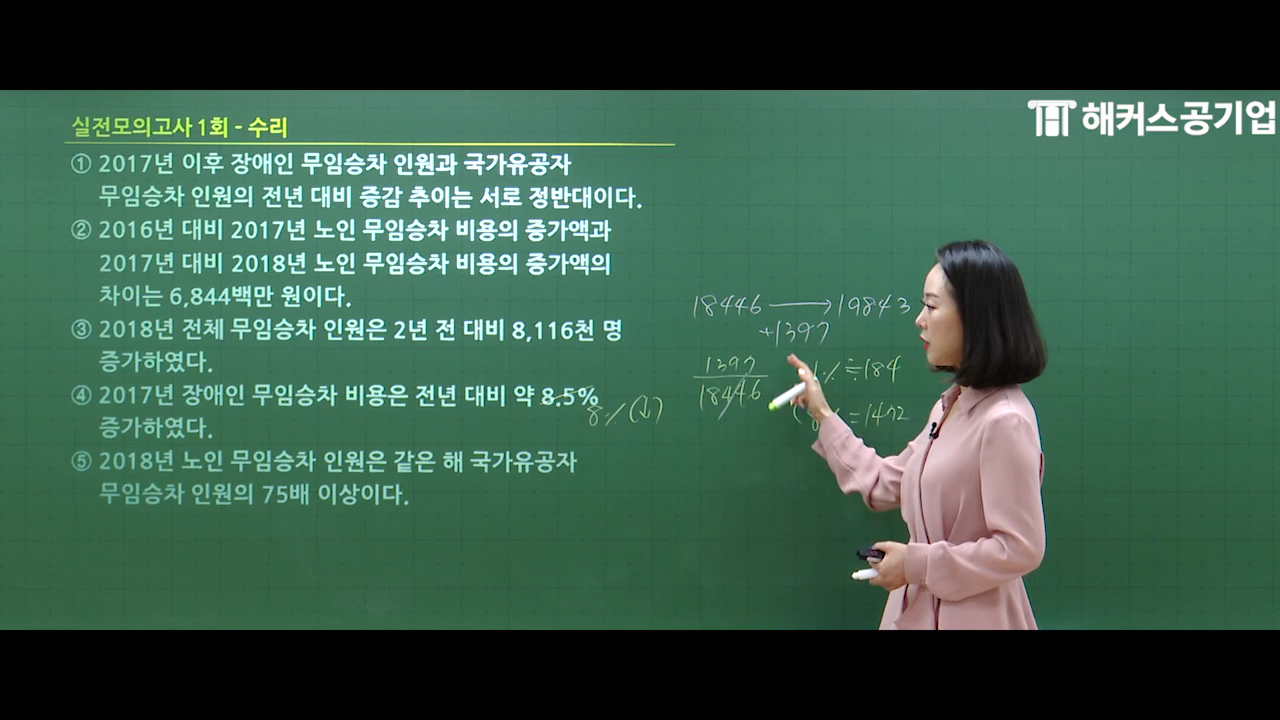 해커스공기업
실전모의고사 1회 - 수리
① 2017년 이후 장애인 무임승차 인원과 국가유공자
무임승차 인원의 전년 대비 증감 추이는 서로 정반대이다.
② 2016년 대비 2017년 노인 무임승차 비용의 증가액과
2017년 대비 2018년 노인 무임승차 비용의 증가액의
차이는 6,844백만 원이다.
③ 2018년 전체 무임승차 인원은 2년 전 대비 8,116천 명
증가하였다.
④ 2017년 장애인 무임승차 비용은 전년 대비 약 8.5%
증가하였다.
⑤ 2018년 노인 무임승차 인원은 같은 해 국가유공자
무임승차 인원의 75배 이상이다.
8%(↓)
18446 → 19843
+1397
1397
18446
1% ≒184
8% =1472